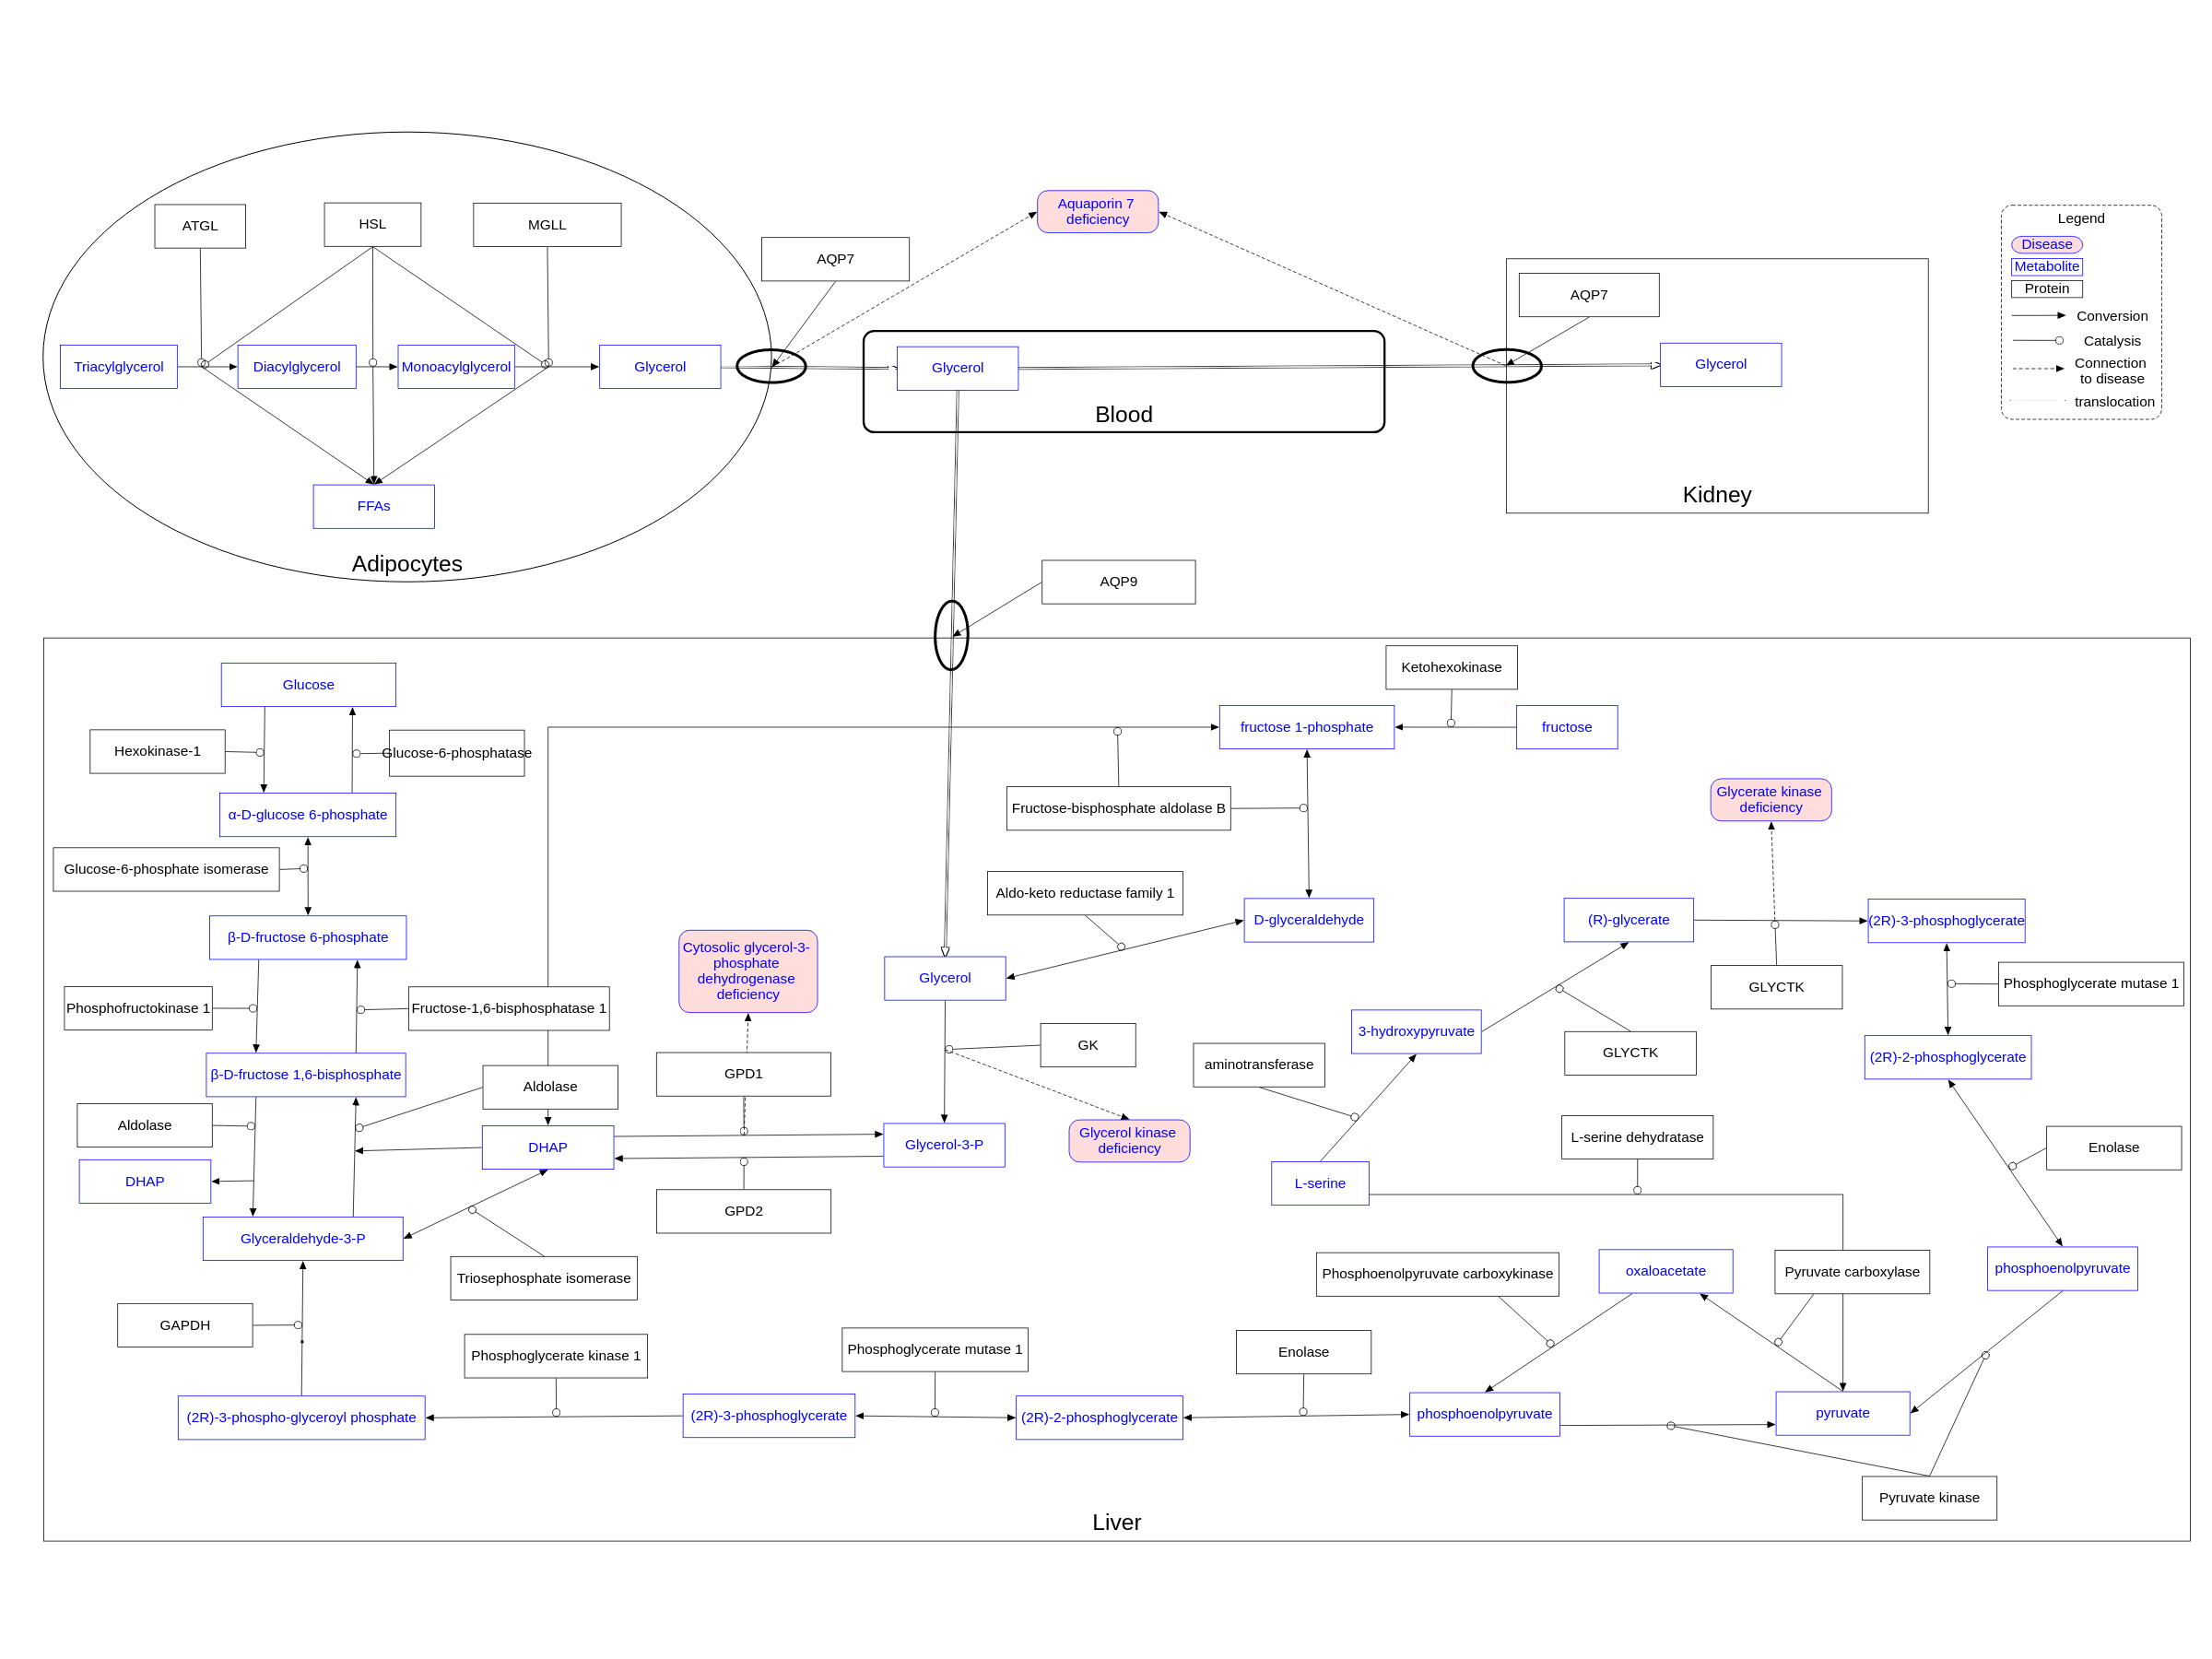 Aquaporin 7
deficiency
ATGL
HSL
MGLL
AQP7
AQP7
Legend
Disease
Metabolite
Protein
Conversion
Catalysis
Connection
to disease
translocation
Triacylglycerol
Diacylglycerol
Monoacylglycerol
Glycerol
Glycerol
Glycerol
Blood
Kidney
FFAs
Adipocytes
AQP9
Ketohexokinase
Glucose
fructose 1-phosphate
fructose
Hexokinase-1
Glucose-6-phosphatase
α-D-glucose 6-phosphate
Fructose-bisphosphate aldolase B
Glycerate kinase
deficiency
Glucose-6-phosphate isomerase
Aldo-keto reductase family 1
D-glyceraldehyde
(R)-glycerate
(2R)-3-phosphoglycerate
β-D-fructose 6-phosphate
Cytosolic glycerol-3-
phosphate
dehydrogenase
deficiency
Glycerol
GLYCTK
Phosphoglycerate mutase 1
Phosphofructokinase 1
Fructose-1,6-bisphosphatase 1
3-hydroxypyruvate
GK
GLYCTK
aminotransferase
(2R)-2-phosphoglycerate
β-D-fructose 1,6-bisphosphate
GPD1
Aldolase
Aldolase
Glycerol kinase
deficiency
L-serine dehydratase
DHAP
Glycerol-3-P
Enolase
DHAP
L-serine
GPD2
Glyceraldehyde-3-P
Triosephosphate isomerase
Phosphoenolpyruvate carboxykinase
oxaloacetate
Pyruvate carboxylase
phosphoenolpyruvate
GAPDH
Phosphoglycerate kinase 1
Phosphoglycerate mutase 1
Enolase
(2R)-3-phospho-glyceroyl phosphate
(2R)-3-phosphoglycerate
(2R)-2-phosphoglycerate
phosphoenolpyruvate
pyruvate
Pyruvate kinase
Liver